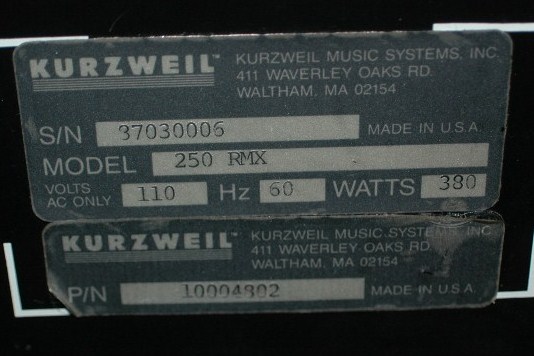 KURZWEIL™ KURZWEIL MUSIC SYSTEMS, INC.
411 WAVERLEY OAKS RD.
WALTHAM, MA 02154
S/N 37030006 MADE IN U.S.A.
MODEL 250 RMX
VOLTS AC ONLY 110 Hz 60 WATTS 380
KURZWEIL™ KURZWEIL MUSIC SYSTEMS, INC.
411 WAVERLEY OAKS RD.
WALTHAM, MA 02154
P/N 10004802 MADE IN U.S.A.